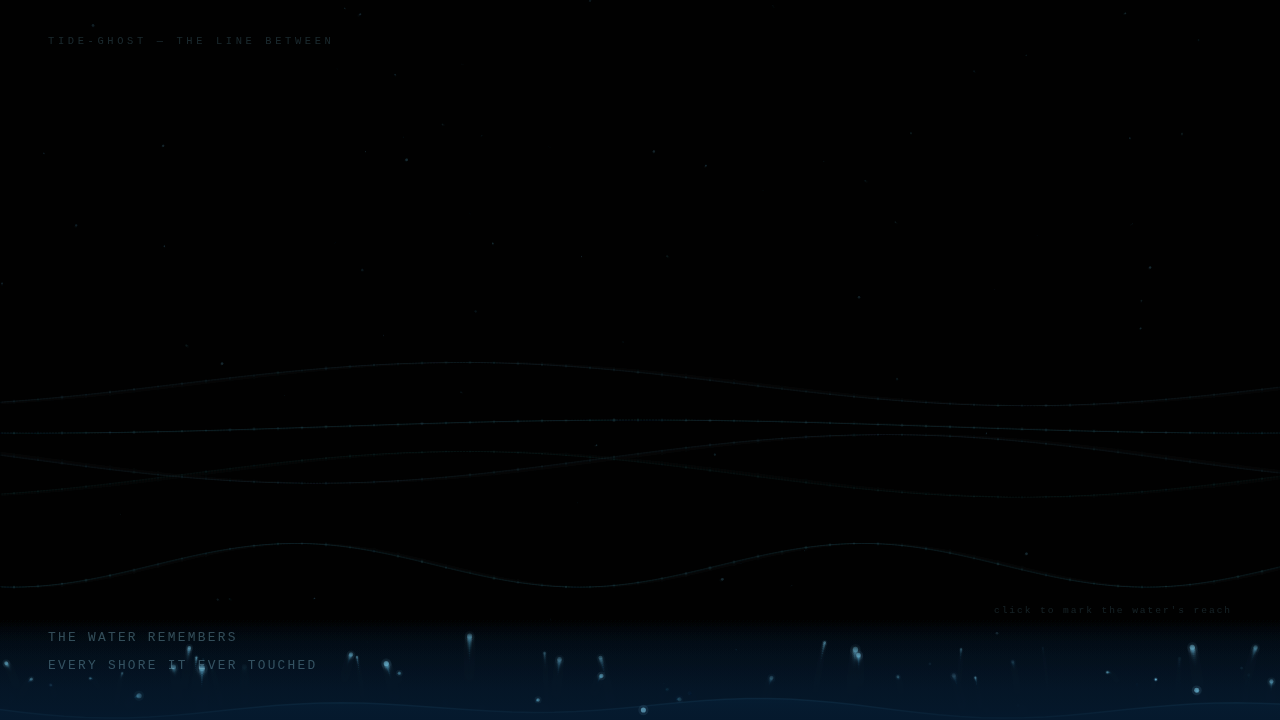 TIDE-GHOST — THE LINE BETWEEN
click to mark the water's reach
THE WATER REMEMBERS
EVERY SHORE IT EVER TOUCHED